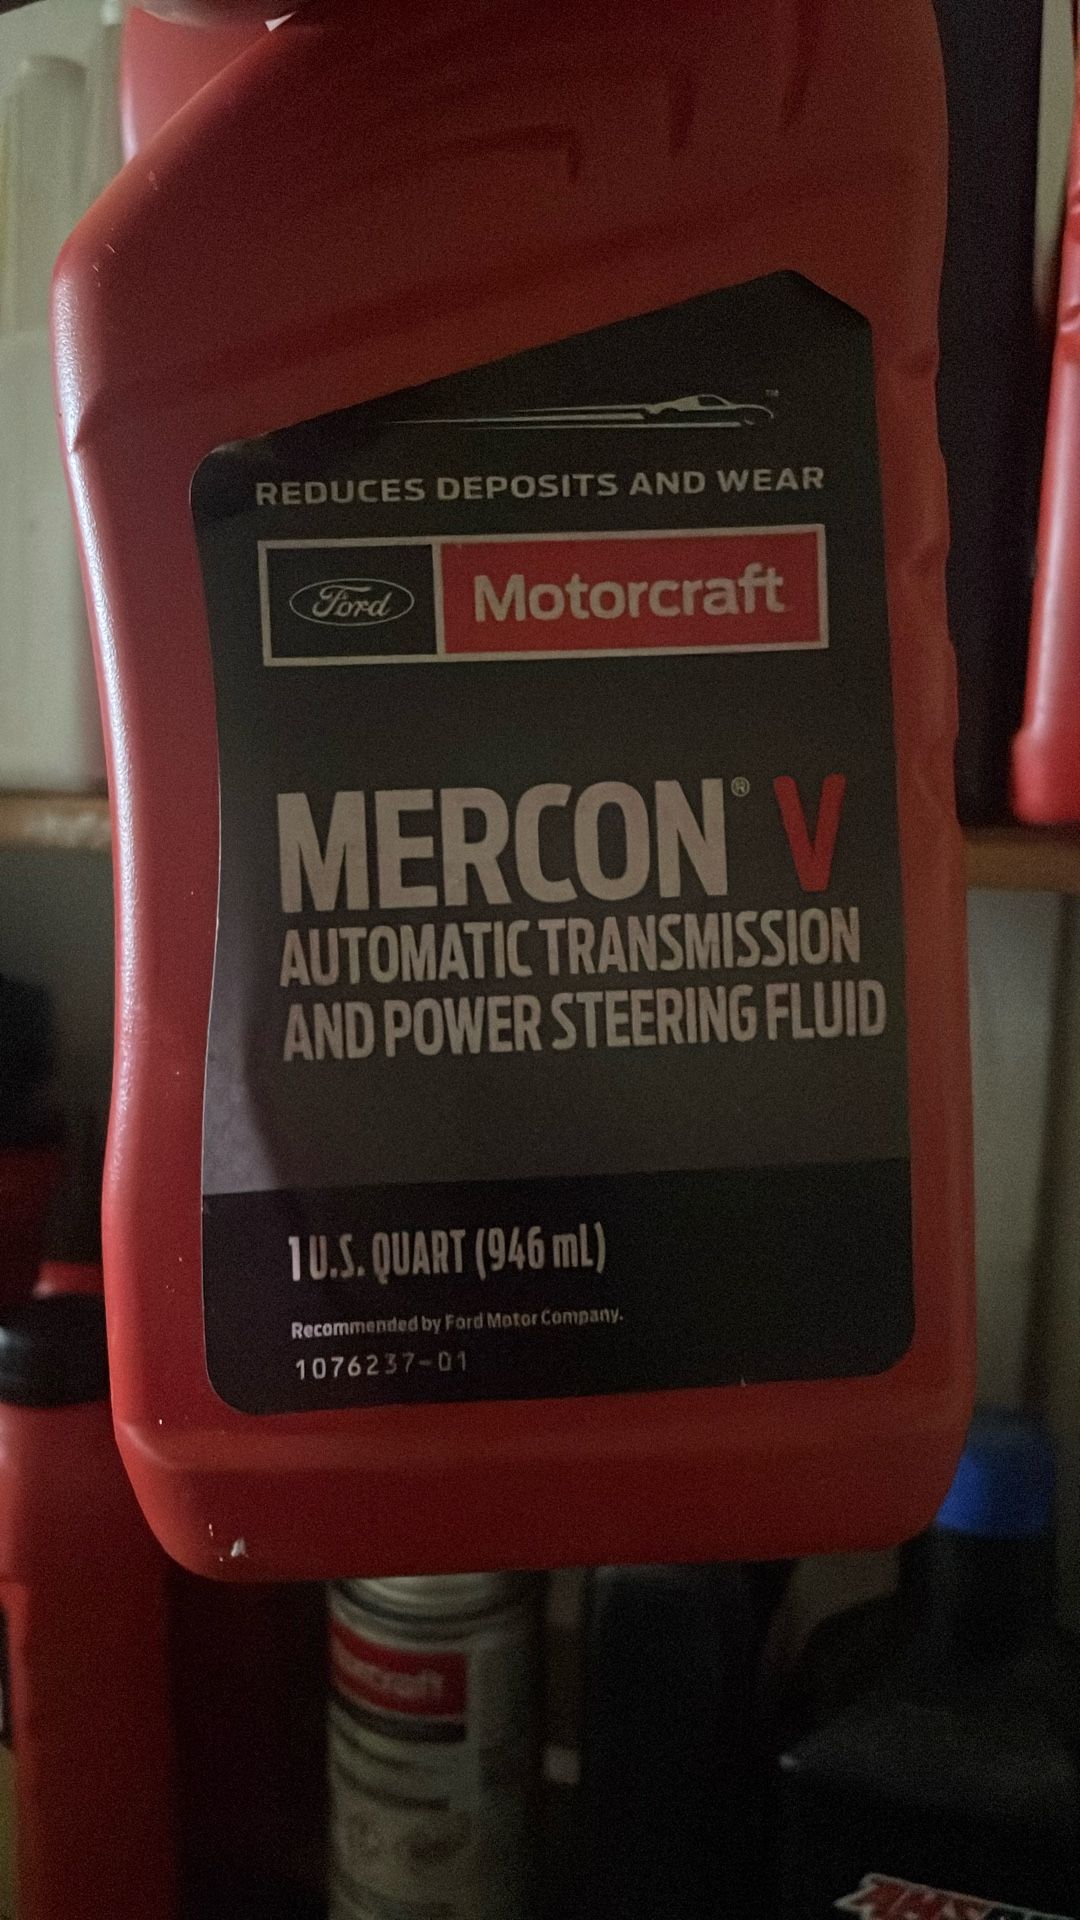 ™
REDUCES DEPOSITS AND WEAR
Ford Motorcraft
MERCON® V
AUTOMATIC TRANSMISSION
AND POWER STEERING FLUID
1 U.S. QUART (946 mL)
Recommended by Ford Motor Company.
1076237-01